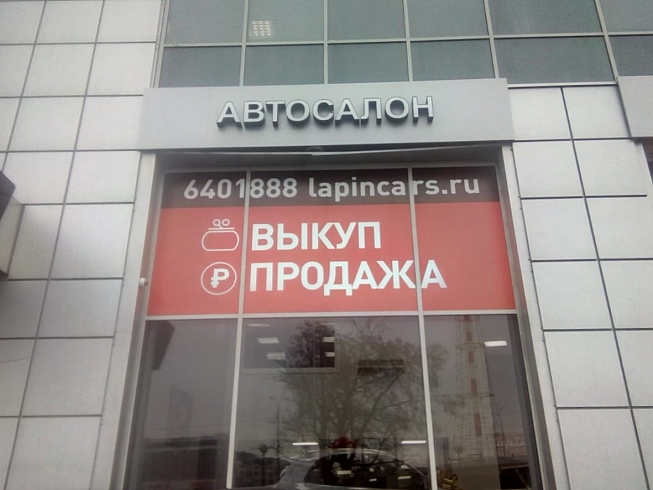 АВТОСАЛОН
6401888 lapincars.ru
ВЫКУП
₽ ПРОДАЖА